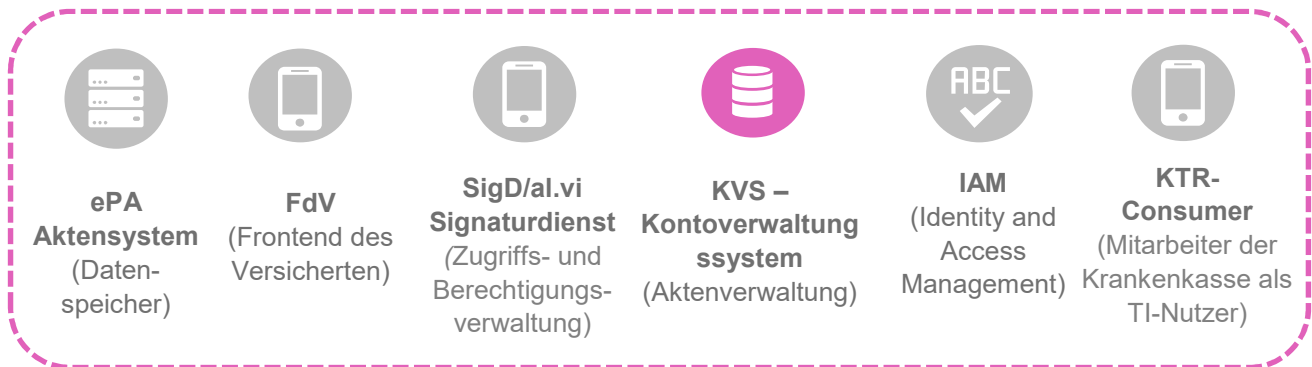 ePA
Aktensystem
(Daten-
speicher)
FdV
(Frontend des
Versicherten)
SigD/al.vi
Signaturdienst
(Zugriffs- und
Berechtigungs-
verwaltung)
KVS –
Kontoverwaltung
ssystem
(Aktenverwaltung)
ABC
IAM
(Identity and
Access
Management)
KTR-
Consumer
(Mitarbeiter der
Krankenkasse als
TI-Nutzer)